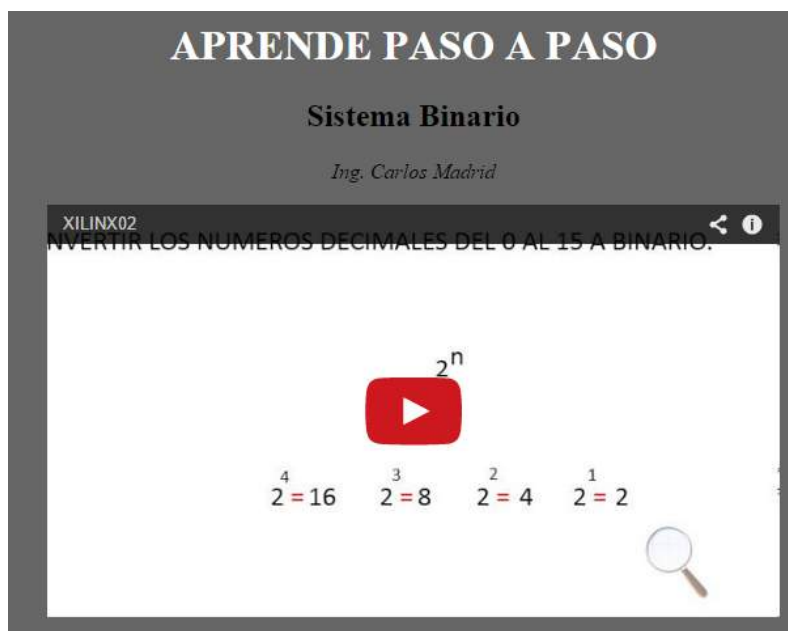 APRENDE PASO A PASO
Sistema Binario
Ing. Carlos Madrid
XILINX02
NVERTIR LOS NUMEROS DECIMALES DEL 0 AL 15 A BINARIO.
2ⁿ
2⁴ = 16 2³ = 8 2² = 4 2¹ = 2